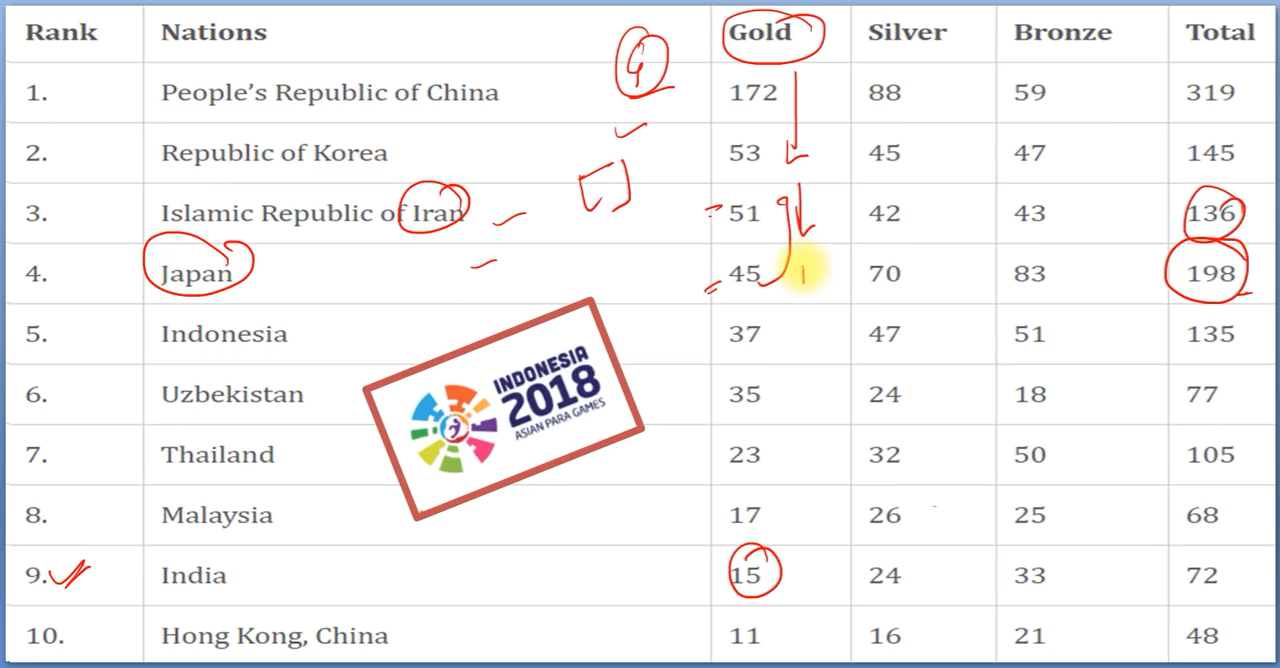 Rank Nations Gold Silver Bronze Total
1. People's Republic of China 172 88 59 319
2. Republic of Korea 53 45 47 145
3. Islamic Republic of Iran 51 42 43 136
4. Japan 45 70 83 198
5. Indonesia 37 47 51 135
6. Uzbekistan 35 24 18 77
7. Thailand 23 32 50 105
8. Malaysia 17 26 25 68
9. India 15 24 33 72
10. Hong Kong, China 11 16 21 48
INDONESIA
2018
ASIAN PARA GAMES